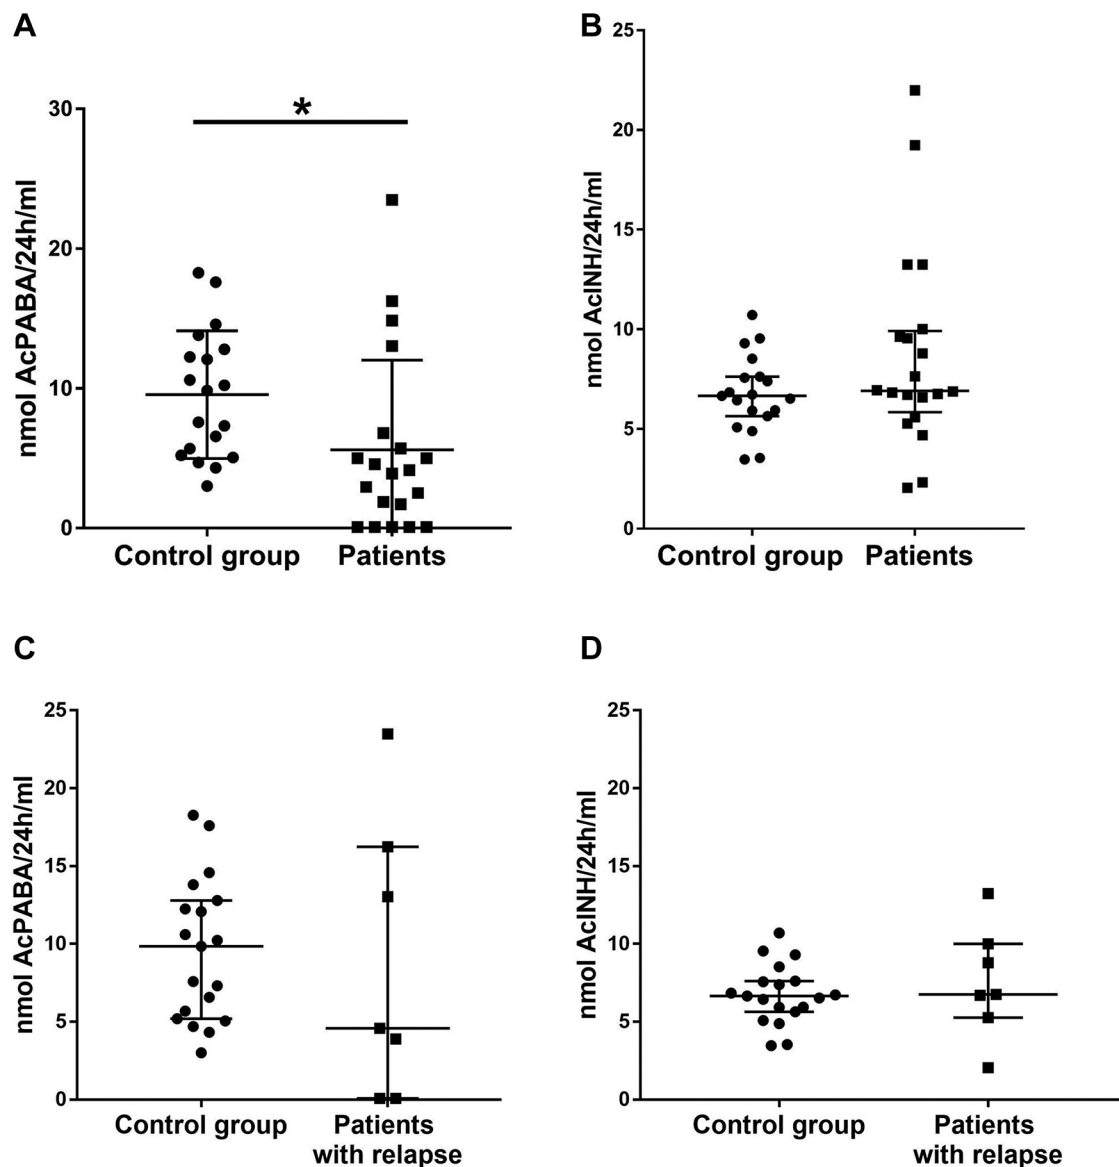 A
nmol AcPABA/24h/ml
30
20
10
0
*
Control group
Patients
B
nmol AcINH/24h/ml
25
20
15
10
5
0
Control group
Patients
C
nmol AcPABA/24h/ml
25
20
15
10
5
0
Control group
Patients
with relapse
D
nmol AcINH/24h/ml
25
20
15
10
5
0
Control group
Patients
with relapse